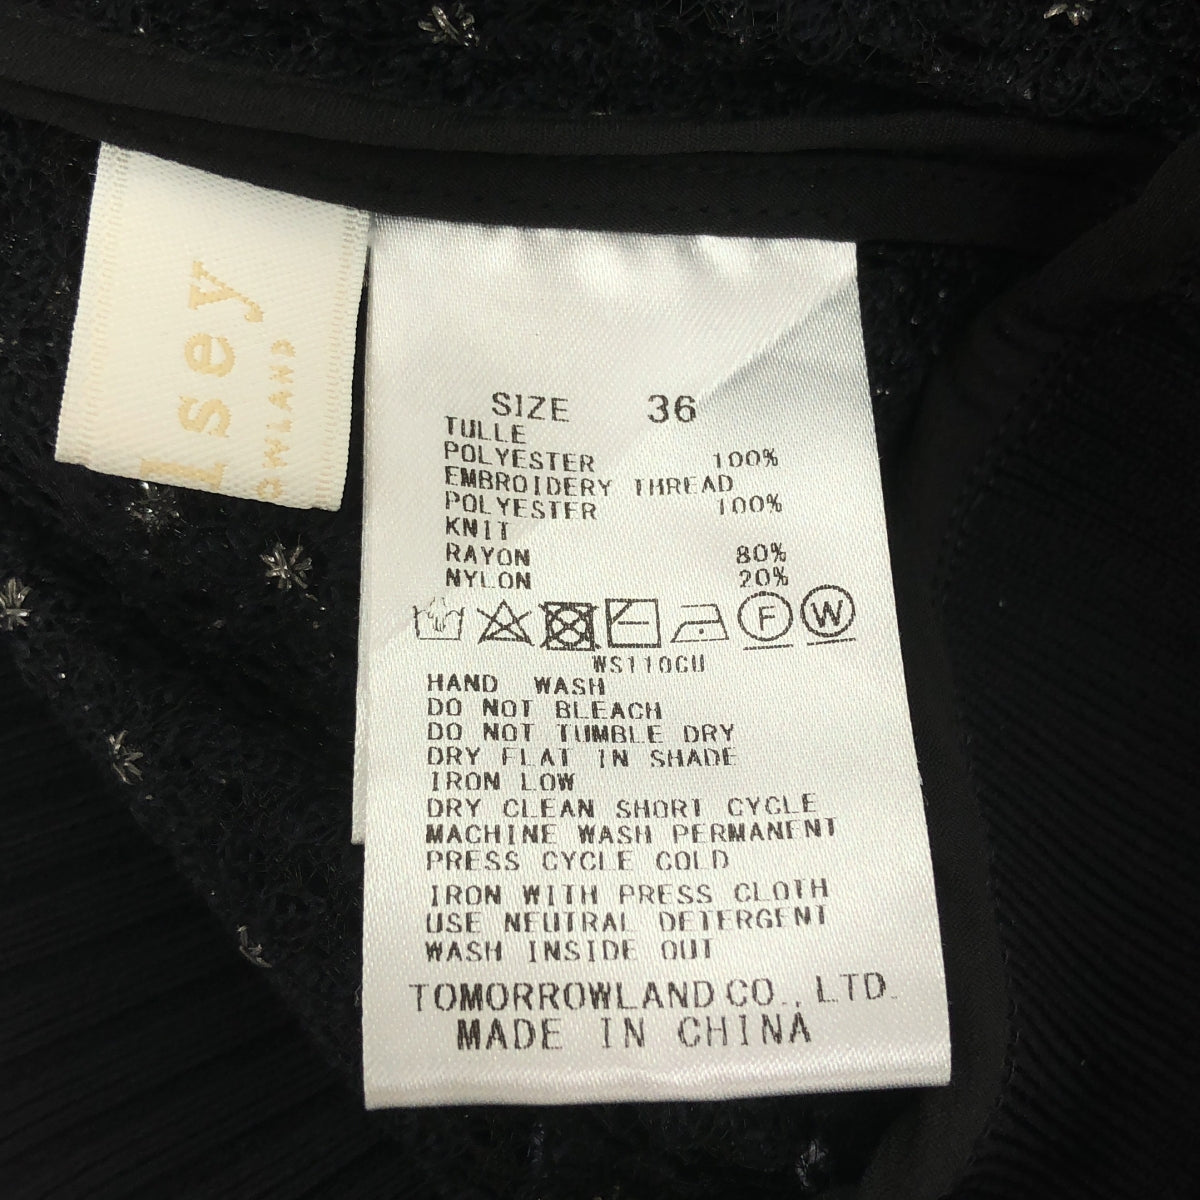 lsey
OWLAND
SIZE 36
TULLE
POLYESTER 100%
EMBROIDERY THREAD
POLYESTER 100%
KNIT
RAYON 80%
NYLON 20%
F W
WS110CU
HAND WASH
DO NOT BLEACH
DO NOT TUMBLE DRY
DRY FLAT IN SHADE
IRON LOW
DRY CLEAN SHORT CYCLE
MACHINE WASH PERMANENT
PRESS CYCLE COLD
IRON WITH PRESS CLOTH
USE NEUTRAL DETERGENT
WASH INSIDE OUT
TOMORROWLAND CO., LTD.
MADE IN CHINA